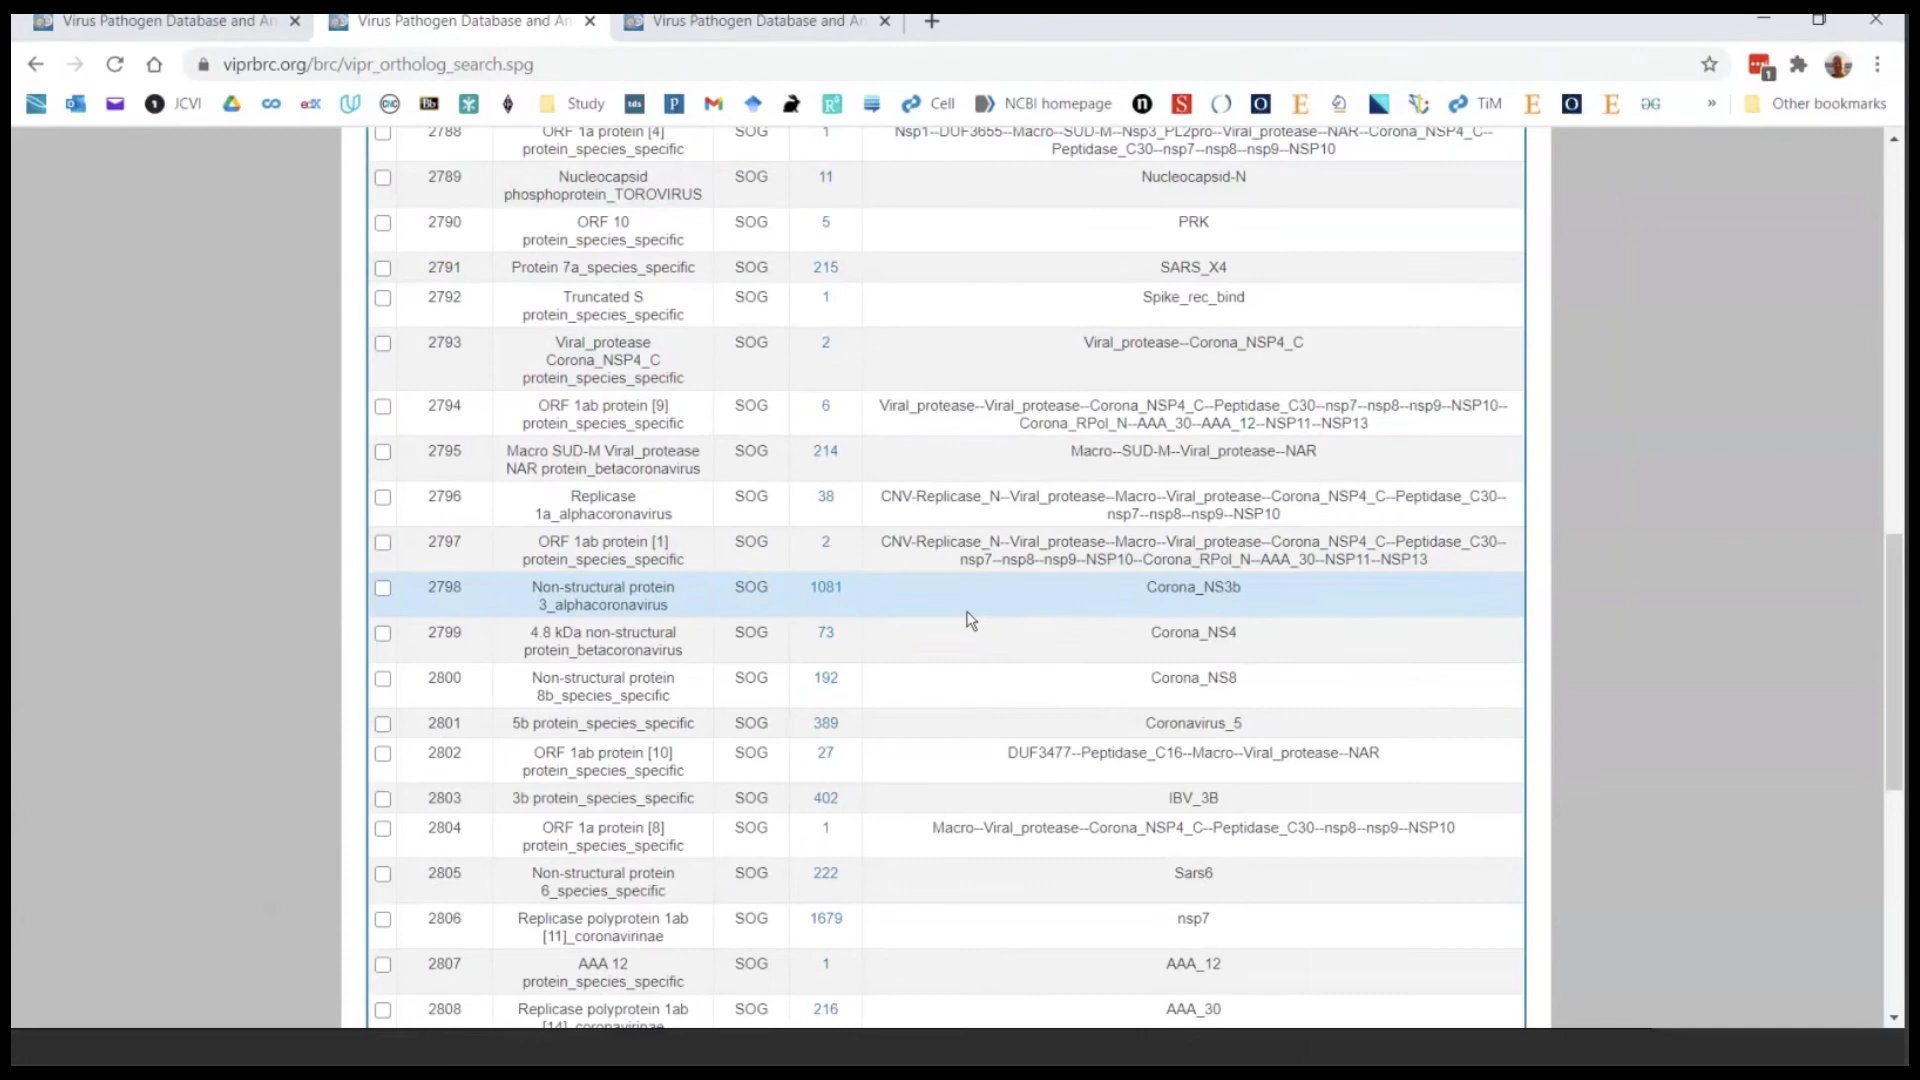 Virus Pathogen Database and An
Virus Pathogen Database and An
Virus Pathogen Database and An
viprbrc.org/brc/vipr_ortholog_search.spg
JCVI
Study
Cell
NCBI homepage
TiM
Other bookmarks
2788 ORF 1a protein [4] SOG 1 Nsp1--DUF3655--Macro--SUD-M--Nsp3_PL2pro--Viral_protease--NAR--Corona_NSP4_C--
protein_species_specific Peptidase_C30--nsp7--nsp8--nsp9--NSP10
2789 Nucleocapsid SOG 11 Nucleocapsid-N
phosphoprotein_TOROVIRUS
2790 ORF 10 SOG 5 PRK
protein_species_specific
2791 Protein 7a_species_specific SOG 215 SARS_X4
2792 Truncated S SOG 1 Spike_rec_bind
protein_species_specific
2793 Viral_protease SOG 2 Viral_protease--Corona_NSP4_C
Corona_NSP4_C
protein_species_specific
2794 ORF 1ab protein [9] SOG 6 Viral_protease--Viral_protease--Corona_NSP4_C--Peptidase_C30--nsp7--nsp8--nsp9--NSP10--
protein_species_specific Corona_RPol_N--AAA_30--AAA_12--NSP11--NSP13
2795 Macro SUD-M Viral_protease SOG 214 Macro--SUD-M--Viral_protease--NAR
NAR protein_betacoronavirus
2796 Replicase SOG 38 CNV-Replicase_N--Viral_protease--Macro--Viral_protease--Corona_NSP4_C--Peptidase_C30--
1a_alphacoronavirus nsp7--nsp8--nsp9--NSP10
2797 ORF 1ab protein [1] SOG 2 CNV-Replicase_N--Viral_protease--Macro--Viral_protease--Corona_NSP4_C--Peptidase_C30--
protein_species_specific nsp7--nsp8--nsp9--NSP10--Corona_RPol_N--AAA_30--NSP11--NSP13
2798 Non-structural protein SOG 1081 Corona_NS3b
3_alphacoronavirus
2799 4.8 kDa non-structural SOG 73 Corona_NS4
protein_betacoronavirus
2800 Non-structural protein SOG 192 Corona_NS8
8b_species_specific
2801 5b protein_species_specific SOG 389 Coronavirus_5
2802 ORF 1ab protein [10] SOG 27 DUF3477--Peptidase_C16--Macro--Viral_protease--NAR
protein_species_specific
2803 3b protein_species_specific SOG 402 IBV_3B
2804 ORF 1a protein [8] SOG 1 Macro--Viral_protease--Corona_NSP4_C--Peptidase_C30--nsp8--nsp9--NSP10
protein_species_specific
2805 Non-structural protein SOG 222 Sars6
6_species_specific
2806 Replicase polyprotein 1ab SOG 1679 nsp7
[11]_coronavirinae
2807 AAA 12 SOG 1 AAA_12
protein_species_specific
2808 Replicase polyprotein 1ab SOG 216 AAA_30
[14]_coronavirinae